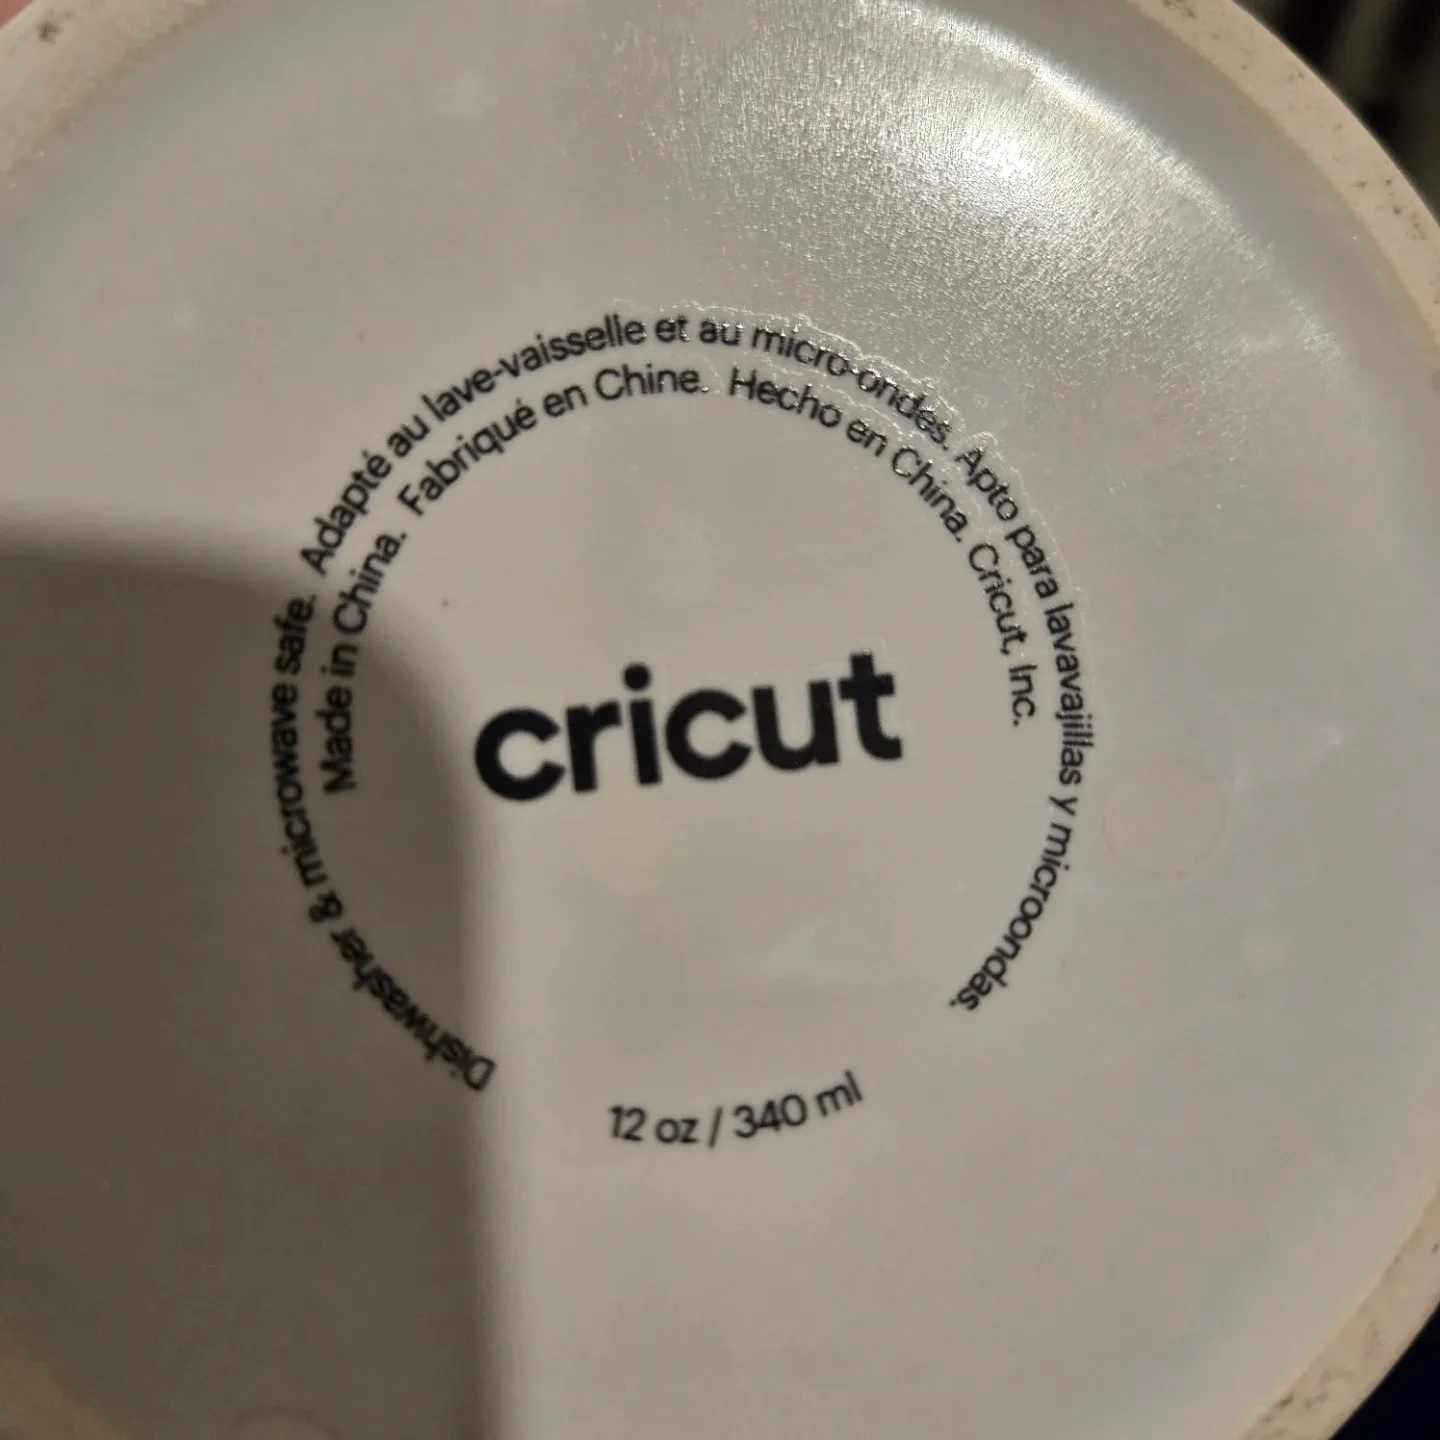 Dishwasher & microwave safe. Adapté au lave-vaisselle et au micro-ondes. Apto para lavavajillas y microondas.
Made in China. Fabriqué en Chine. Hecho en China. Cricut, Inc.
cricut
12 oz / 340 ml